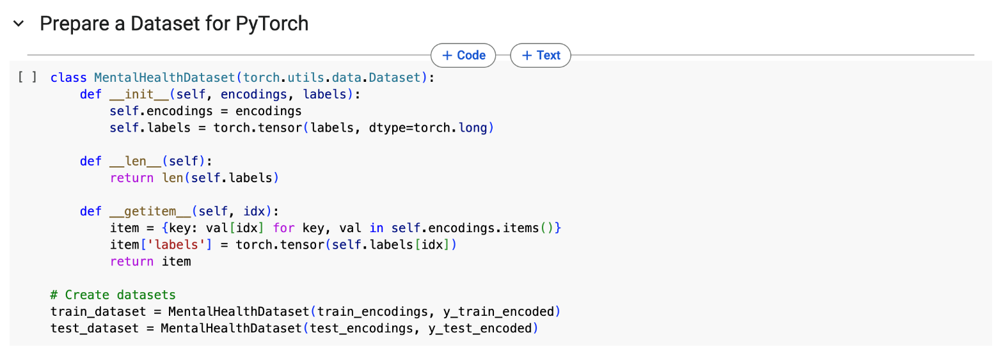 Prepare a Dataset for PyTorch
+ Code + Text
[ ] class MentalHealthDataset(torch.utils.data.Dataset):
    def __init__(self, encodings, labels):
        self.encodings = encodings
        self.labels = torch.tensor(labels, dtype=torch.long)

    def __len__(self):
        return len(self.labels)

    def __getitem__(self, idx):
        item = {key: val[idx] for key, val in self.encodings.items()}
        item['labels'] = torch.tensor(self.labels[idx])
        return item

# Create datasets
train_dataset = MentalHealthDataset(train_encodings, y_train_encoded)
test_dataset = MentalHealthDataset(test_encodings, y_test_encoded)